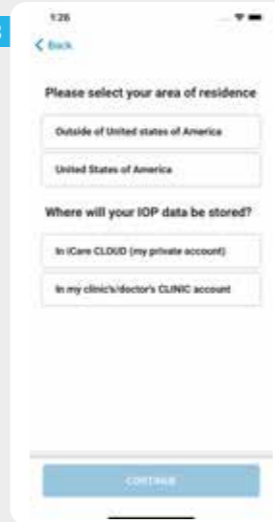 1:26
Back
Please select your area of residence
Outside of United states of America
United States of America
Where will your IOP data be stored?
In iCare CLOUD (my private account)
In my clinic's/doctor's CLINIC account
CONTINUE